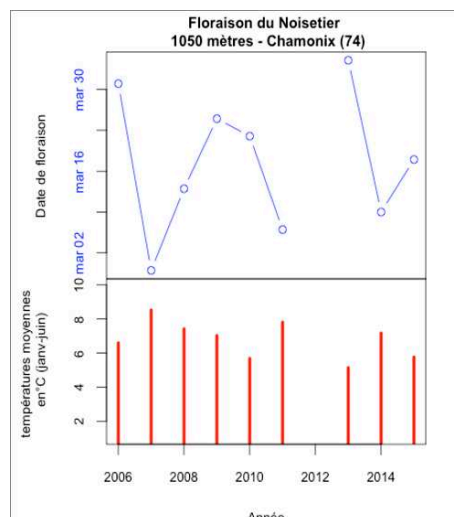 Floraison du Noisetier
1050 mètres - Chamonix (74)
Date de floraison
mar 30
mar 16
mar 02
températures moyennes
en°C (janv-juin)
10
8
6
4
2
2006
2008
2010
2012
2014
Année